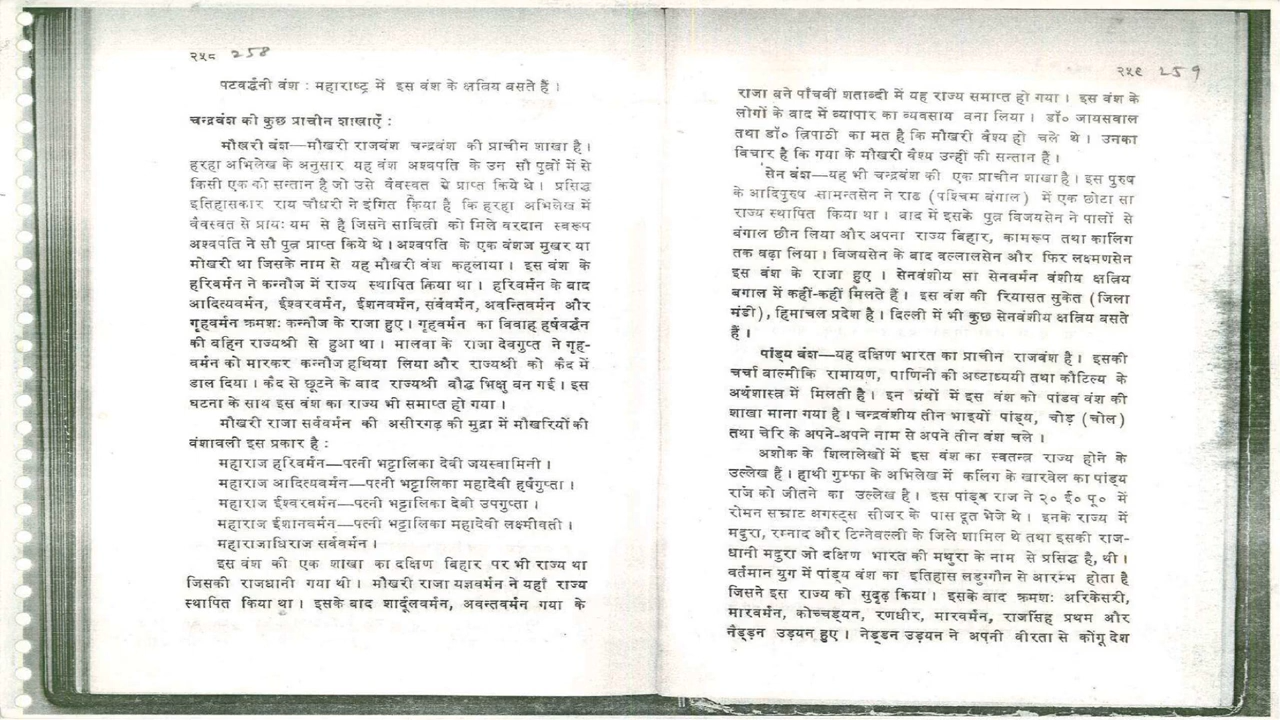 २५८ 258
पटवर्द्धनी वंश : महाराष्ट्र में इस वंश के क्षत्रिय बसते हैं ।
चन्द्रवंश की कुछ प्राचीन शाखाएँ :
मौखरी वंश—मौखरी राजवंश चन्द्रवंश की प्राचीन शाखा है ।
हरहा अभिलेख के अनुसार यह वंश अश्वपति के उन सौ पुत्रों में से
किसी एक की सन्तान है जो उसे वैवस्वत से प्राप्त किये थे । प्रसिद्ध
इतिहासकार राय चौधरी ने इंगित किया है कि हरहा अभिलेख में
वैवस्वत से प्रायः यम से है जिसने सावित्री को मिले वरदान स्वरूप
अश्वपति ने सौ पुत्र प्राप्त किये थे । अश्वपति के एक वंशज मुखर या
मोखरी था जिसके नाम से यह मौखरी वंश कहलाया । इस वंश के
हरिवर्मन ने कन्नौज में राज्य स्थापित किया था । हरिवर्मन के बाद
आदित्यवर्मन, ईश्वरवर्मन, ईशनवर्मन, सर्ववर्मन, अवन्तिवर्मन और
गृहवर्मन क्रमशः कन्नौज के राजा हुए । गृहवर्मन का विवाह हर्षवर्द्धन
की बहिन राज्यश्री से हुआ था । मालवा के राजा देवगुप्त ने गृह-
वर्मन को मारकर कन्नौज हथिया लिया और राज्यश्री को कैद में
डाल दिया । कैद से छूटने के बाद राज्यश्री बौद्ध भिक्षु बन गई । इस
घटना के साथ इस वंश का राज्य भी समाप्त हो गया ।
मौखरी राजा सर्ववर्मन की असीरगढ़ की मुद्रा में मौखरियों की
वंशावली इस प्रकार है :
महाराज हरिवर्मन—पत्नी भट्टालिका देवी जयस्वामिनी ।
महाराज आदित्यवर्मन—पत्नी भट्टालिका महादेवी हर्षगुप्ता ।
महाराज ईश्वरवर्मन—पत्नी भट्टालिका देवी उपगुप्ता ।
महाराज ईशानवर्मन—पत्नी भट्टालिका महादेवी लक्ष्मीवती ।
महाराजाधिराज सर्ववर्मन ।
इस वंश की एक शाखा का दक्षिण बिहार पर भी राज्य था
जिसकी राजधानी गया थी । मौखरी राजा यज्ञवर्मन ने यहाँ राज्य
स्थापित किया था । इसके बाद शार्दूलवर्मन, अवन्तवर्मन गया के
२५९ 259
राजा बने पाँचवीं शताब्दी में यह राज्य समाप्त हो गया । इस वंश के
लोगों के बाद में व्यापार का व्यवसाय बना लिया । डॉ० जायसवाल
तथा डॉ० त्रिपाठी का मत है कि मौखरी वैश्य हो चले थे । उनका
विचार है कि गया के मौखरी वैश्य उन्हीं की सन्तान हैं ।
सेन वंश—यह भी चन्द्रवंश की एक प्राचीन शाखा है । इस पुरुष
के आदिपुरुष सामन्तसेन ने राढ (पश्चिम बंगाल) में एक छोटा सा
राज्य स्थापित किया था । बाद में इसके पुत्र विजयसेन ने पालों से
बंगाल छीन लिया और अपना राज्य बिहार, कामरूप तथा कालिंग
तक बढ़ा लिया । विजयसेन के बाद वल्लालसेन और फिर लक्ष्मणसेन
इस वंश के राजा हुए । सेनवंशीय सा सेनवर्मन वंशीय क्षत्रिय
बगाल में कहीं-कहीं मिलते हैं । इस वंश की रियासत सुकेत (जिला
मंडी), हिमाचल प्रदेश है । दिल्ली में भी कुछ सेनवंशीय क्षत्रिय बसते
हैं ।
पांड्य वंश—यह दक्षिण भारत का प्राचीन राजवंश है । इसकी
चर्चा वाल्मीकि रामायण, पाणिनी की अष्टाध्ययी तथा कौटिल्य के
अर्थशास्त्र में मिलती है । इन ग्रंथों में इस वंश को पांडव वंश की
शाखा माना गया है । चन्द्रवंशीय तीन भाइयों पांड्य, चोड़ (चोल)
तथा चेरि के अपने-अपने नाम से अपने तीन वंश चले ।
अशोक के शिलालेखों में इस वंश का स्वतन्त्र राज्य होने के
उल्लेख हैं । हाथी गुम्फा के अभिलेख में कलिंग के खारवेल का पांड्य
राज को जीतने का उल्लेख है । इस पांड्व राज ने २० ई० पू० में
रोमन सम्राट अगस्ट्स सीजर के पास दूत भेजे थे । इनके राज्य में
मदुरा, रम्नाद और टिन्नेवल्ली के जिले शामिल थे तथा इसकी राज-
धानी मदुरा जो दक्षिण भारत की मथुरा के नाम से प्रसिद्ध है, थी ।
वर्तमान युग में पांड्य वंश का इतिहास लडुग्गौन से आरम्भ होता है
जिसने इस राज्य को सुदृढ़ किया । इसके बाद क्रमशः अरिकेसरी,
मारवर्मन, कोच्चड्यन, रणधीर, मारवर्मन, राजसिंह प्रथम और
नैड्डन उड़यन हुए । नेड्डन उड़यन ने अपनी वीरता से कोंगू देश